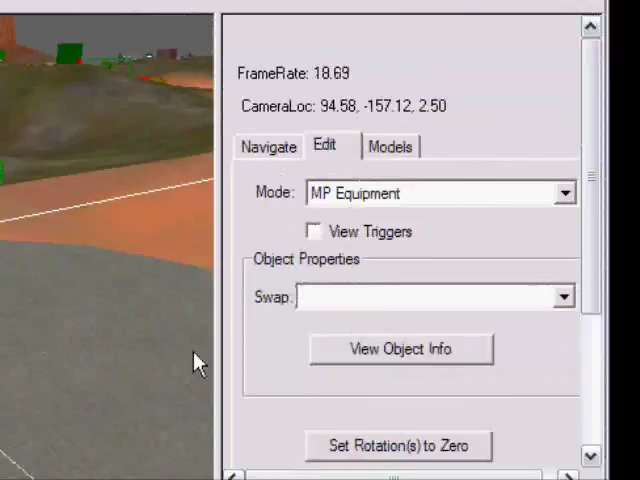 FrameRate: 18.69
CameraLoc: 94.58, -157.12, 2.50
Navigate Edit Models
Mode: MP Equipment
View Triggers
Object Properties
Swap:
View Object Info
Set Rotation(s) to Zero